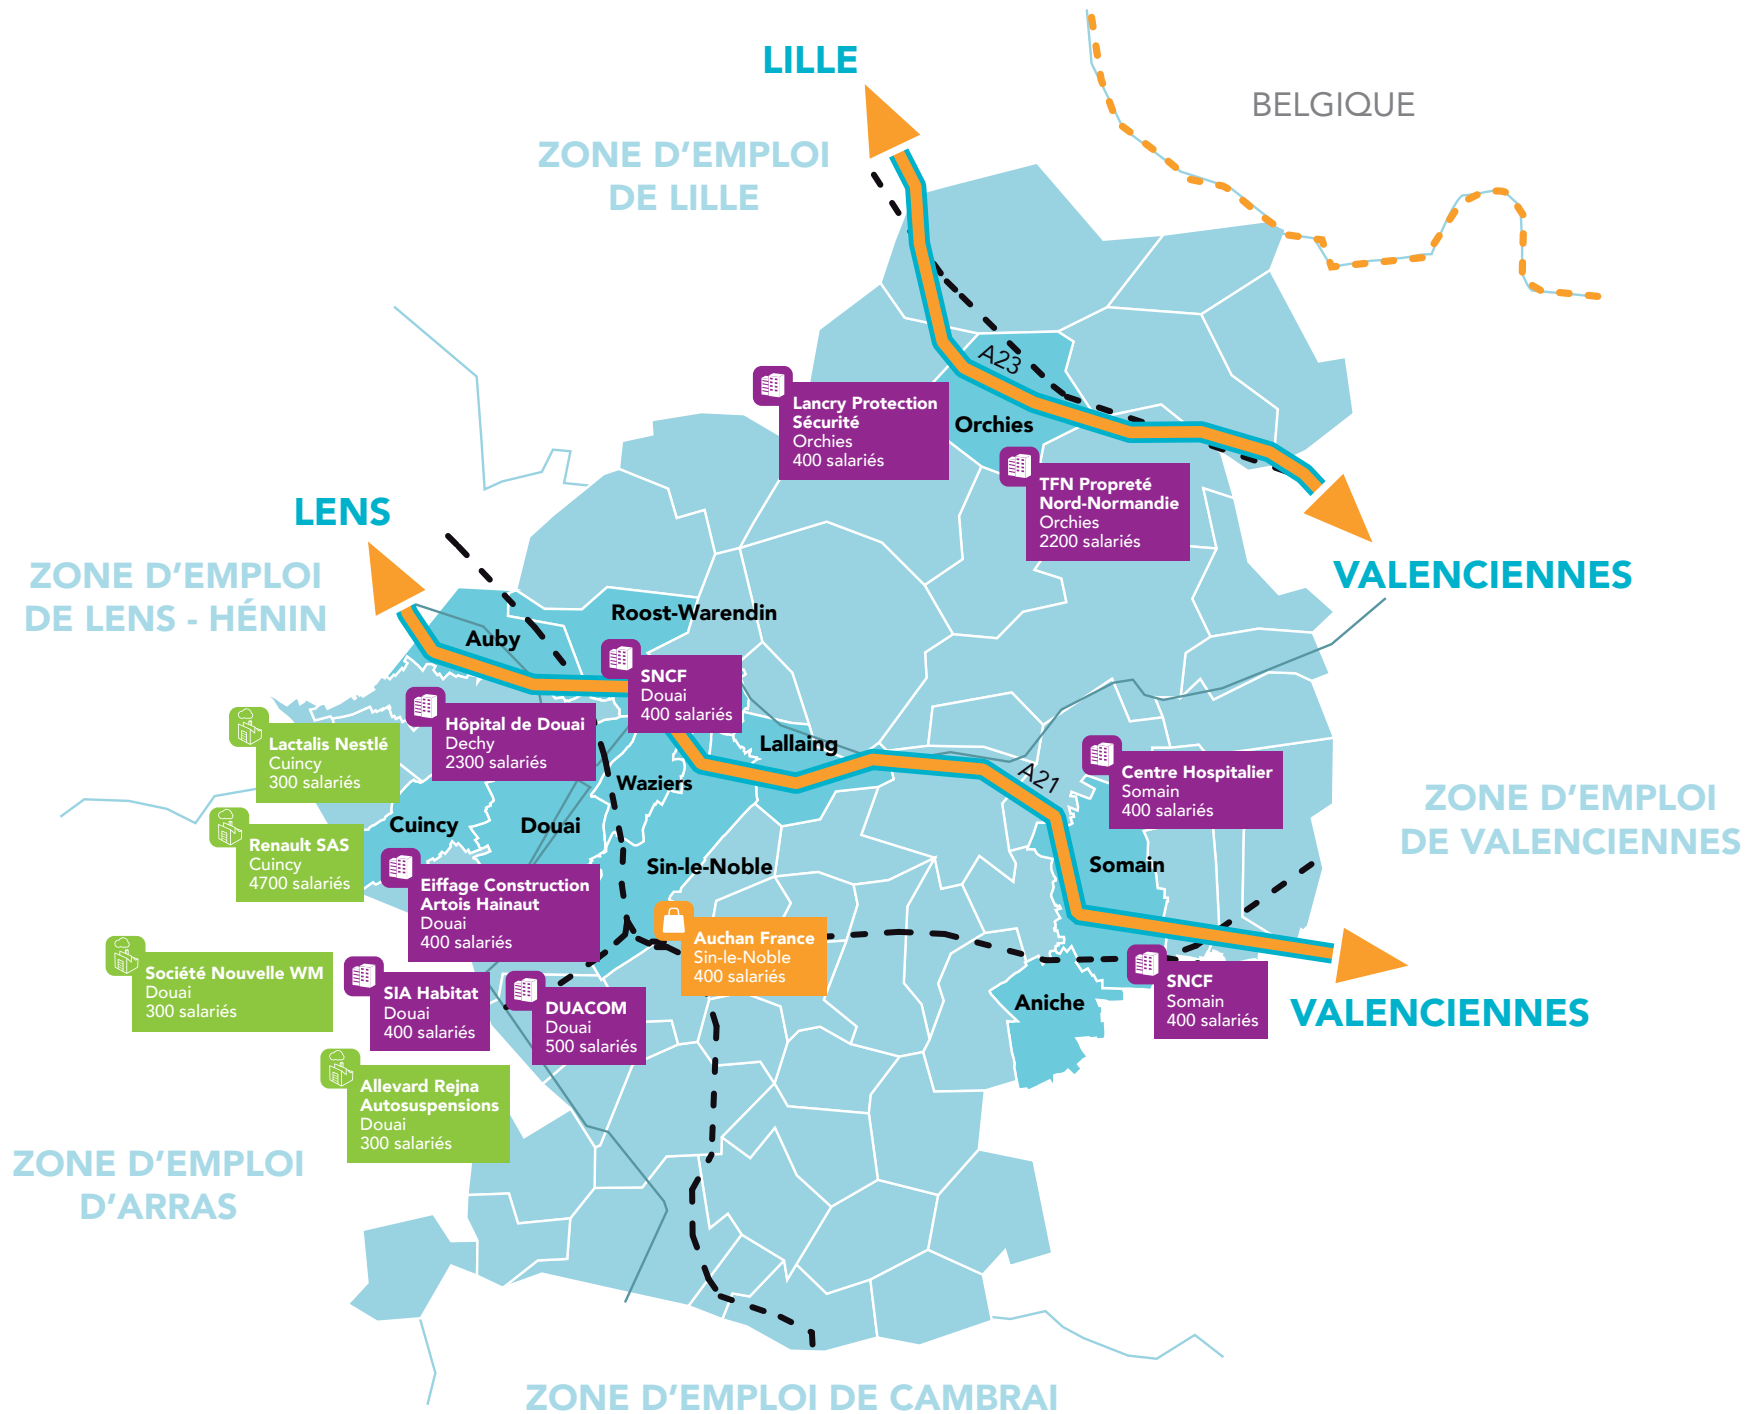 LILLE
BELGIQUE
ZONE D'EMPLOI
DE LILLE
A23
Lancry Protection
Sécurité
Orchies
400 salariés
Orchies
TFN Propreté
Nord-Normandie
Orchies
2200 salariés
LENS
VALENCIENNES
ZONE D'EMPLOI
DE LENS - HÉNIN
Roost-Warendin
Auby
SNCF
Douai
400 salariés
Hôpital de Douai
Dechy
2300 salariés
Lactalis Nestlé
Cuincy
300 salariés
Lallaing
Waziers
A21
Centre Hospitalier
Somain
400 salariés
ZONE D'EMPLOI
DE VALENCIENNES
Cuincy
Douai
Renault SAS
Cuincy
4700 salariés
Sin-le-Noble
Somain
Eiffage Construction
Artois Hainaut
Douai
400 salariés
Auchan France
Sin-le-Noble
400 salariés
Société Nouvelle WM
Douai
300 salariés
SIA Habitat
Douai
400 salariés
DUACOM
Douai
500 salariés
Aniche
SNCF
Somain
400 salariés
VALENCIENNES
Allevard Rejna
Autosuspensions
Douai
300 salariés
ZONE D'EMPLOI
D'ARRAS
ZONE D'EMPLOI DE CAMBRAI